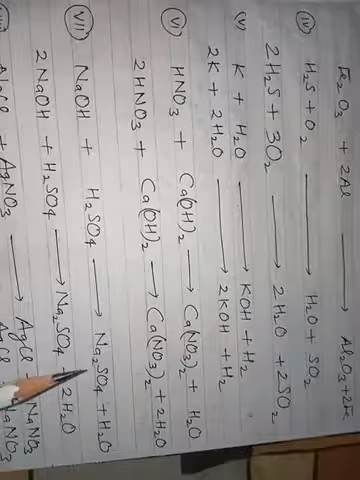 Fe2O3 + 2Al ⟶ Al2O3 + 2Fe
(iv) H2S + O2 ⟶ H2O + SO2
2H2S + 3O2 ⟶ 2H2O + 2SO2
(v) K + H2O ⟶ KOH + H2
2K + 2H2O ⟶ 2KOH + H2
(vi) HNO3 + Ca(OH)2 ⟶ Ca(NO3)2 + H2O
2HNO3 + Ca(OH)2 ⟶ Ca(NO3)2 + 2H2O
(vii) NaOH + H2SO4 ⟶ Na2SO4 + H2O
2NaOH + H2SO4 ⟶ Na2SO4 + 2H2O
NaCl + AgNO3 ⟶ AgCl + NaNO3
AgCl NaNO3